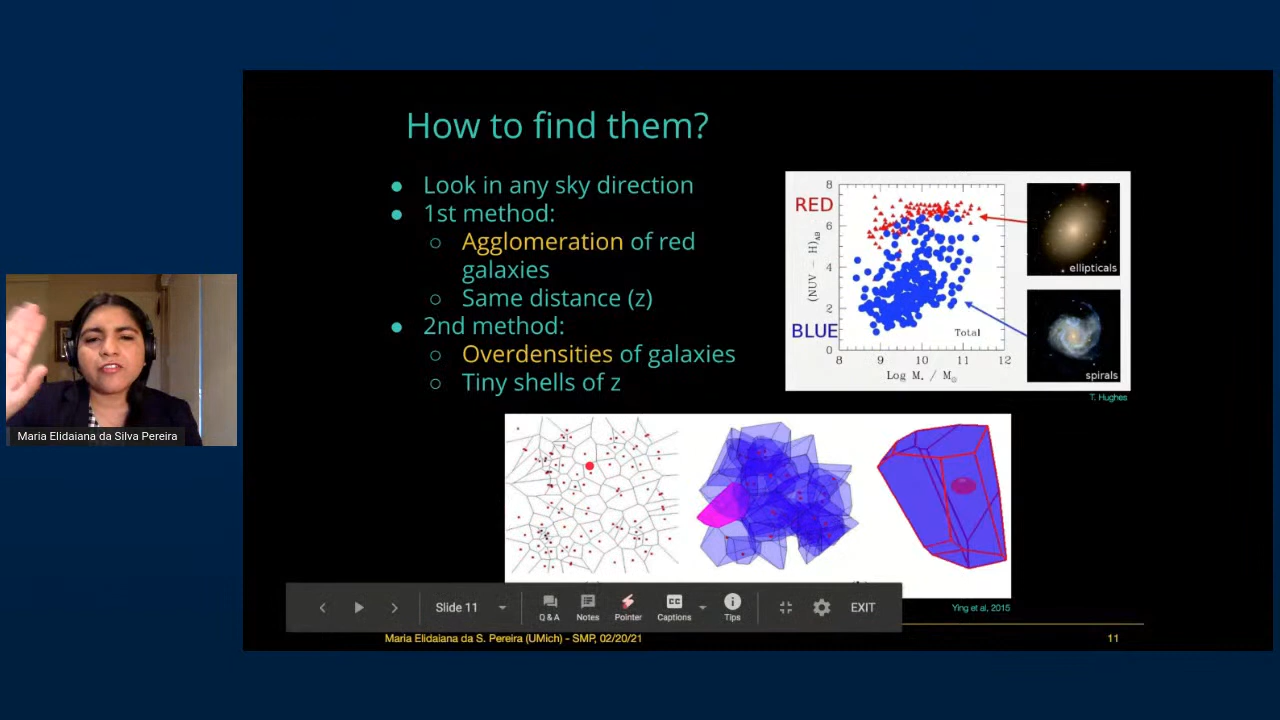 How to find them?
● Look in any sky direction
● 1st method:
○ Agglomeration of red
galaxies
○ Same distance (z)
● 2nd method:
○ Overdensities of galaxies
○ Tiny shells of z
8
RED
6
(NUV − H)AB
4
2
BLUE
0
Total
8 9 10 11 12
Log M* / M⊙
ellipticals
spirals
T. Hughes
Maria Elidaiana da Silva Pereira
Slide 11
Q & A
Notes
Pointer
CC
Captions
Tips
EXIT
Ying et al, 2015
Maria Elidaiana da S. Pereira (UMich) - SMP, 02/20/21
11